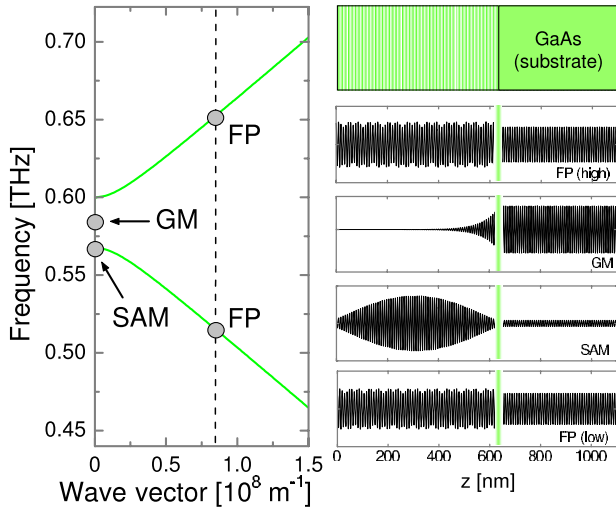 0.70
0.65
0.60
0.55
0.50
0.45
Frequency [THz]
FP
GM
SAM
FP
0
0.5
1.0
1.5
Wave vector [10⁸ m⁻¹]
GaAs
(substrate)
FP (high)
GM
SAM
FP (low)
0 200 400 600 800 1000
z [nm]